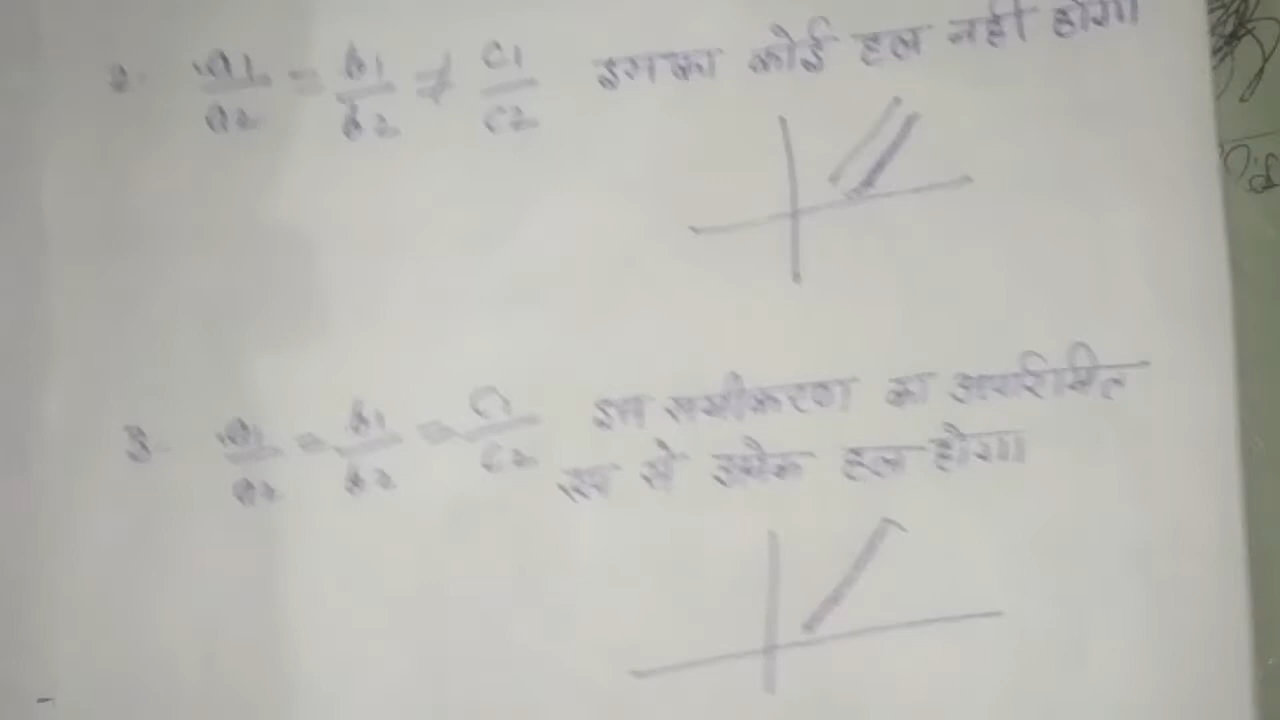 2. a1/a2 = b1/b2 ≠ c1/c2 इसका कोई हल नहीं होगा
3. a1/a2 = b1/b2 = c1/c2 इस समीकरण का अपरिमित
रूप से अनेक हल होगा